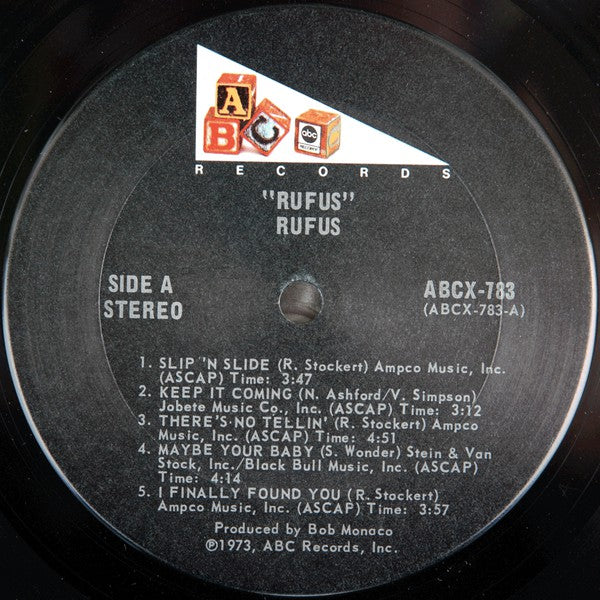 A
B C abc
RECORDS
"RUFUS"
RUFUS
SIDE A
STEREO
ABCX-783
(ABCX-783-A)
1. SLIP 'N SLIDE (R. Stockert) Ampco Music, Inc.
(ASCAP) Time: 3:47
2. KEEP IT COMING (N. Ashford/V. Simpson)
Jobete Music Co., Inc. (ASCAP) Time: 3:12
3. THERE'S NO TELLIN' (R. Stockert) Ampco
Music, Inc. (ASCAP) Time: 4:51
4. MAYBE YOUR BABY (S. Wonder) Stein & Van
Stock, Inc./Black Bull Music, Inc. (ASCAP)
Time: 4:14
5. I FINALLY FOUND YOU (R. Stockert)
Ampco Music, Inc. (ASCAP) Time: 3:57
Produced by Bob Monaco
℗1973, ABC Records, Inc.